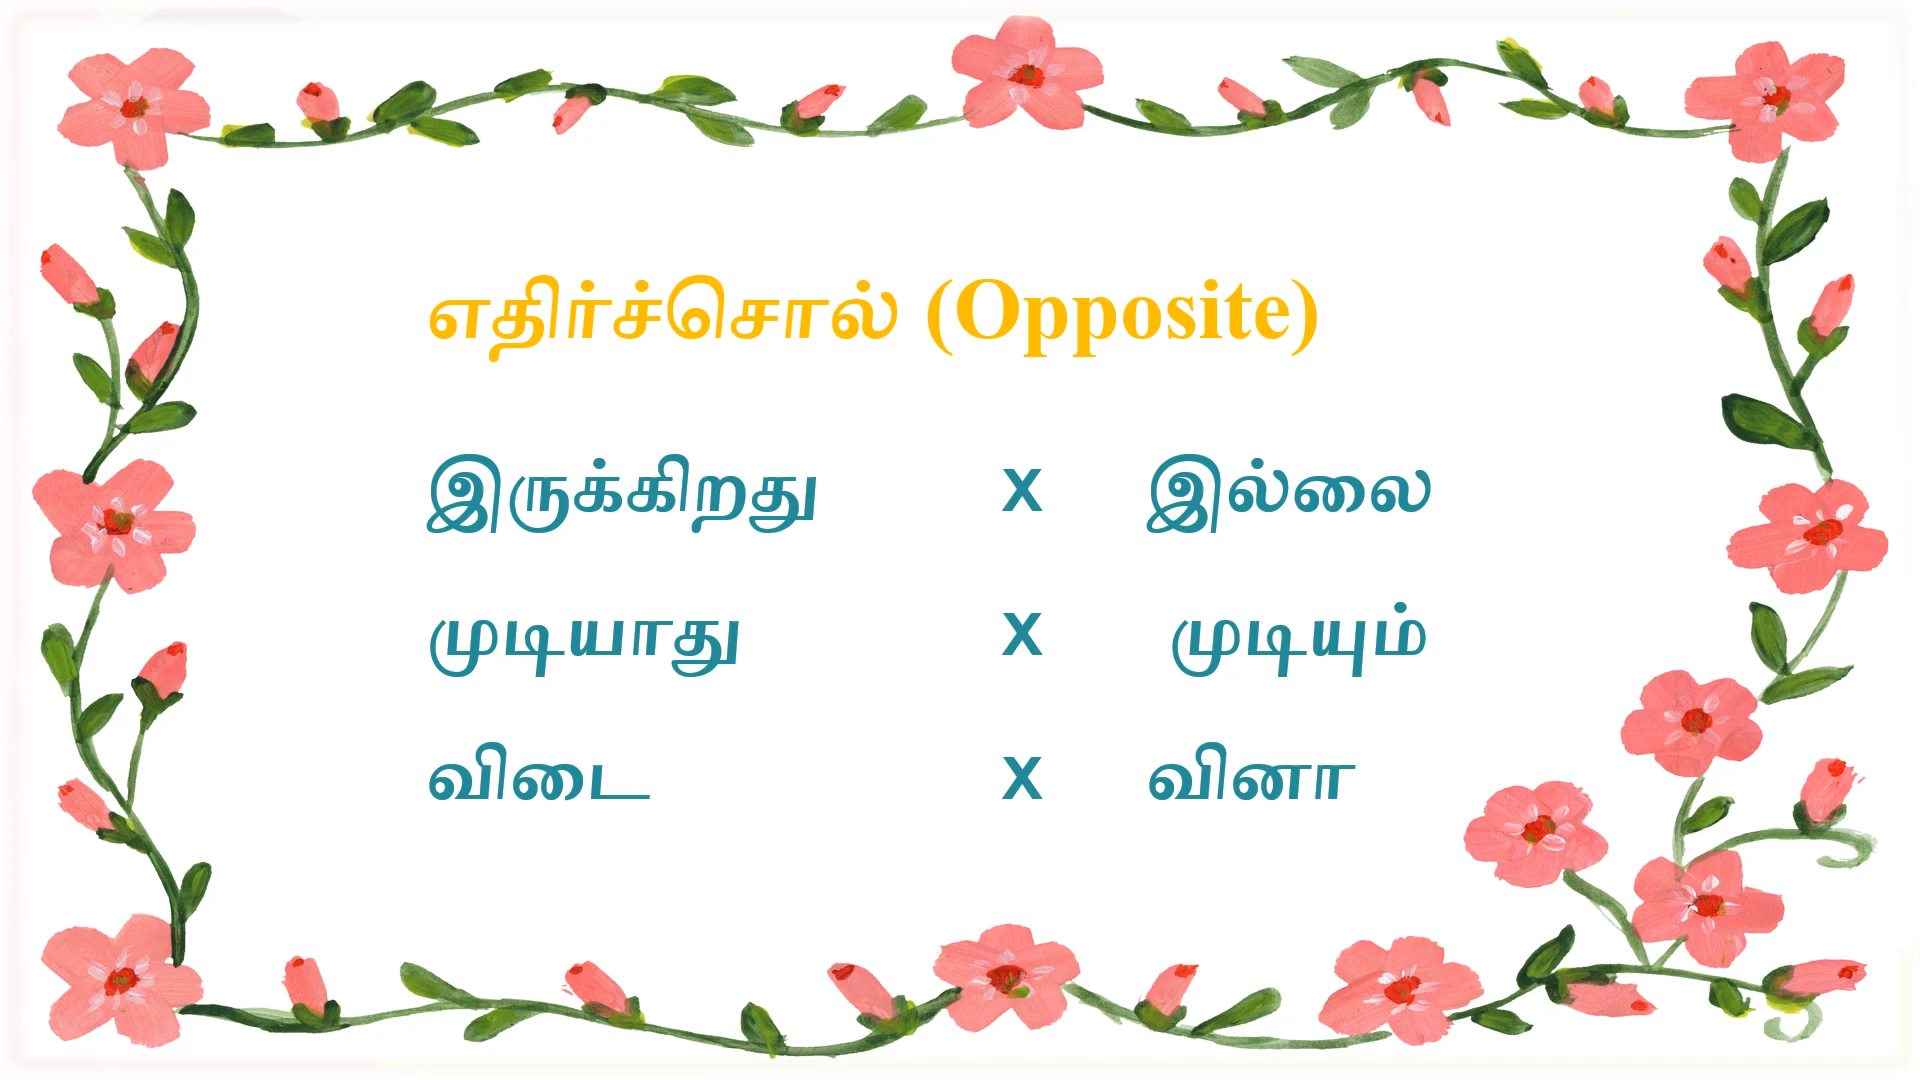 எதிர்ச்சொல் (Opposite)
இருக்கிறது x இல்லை
முடியாது x முடியும்
விடை x வினா